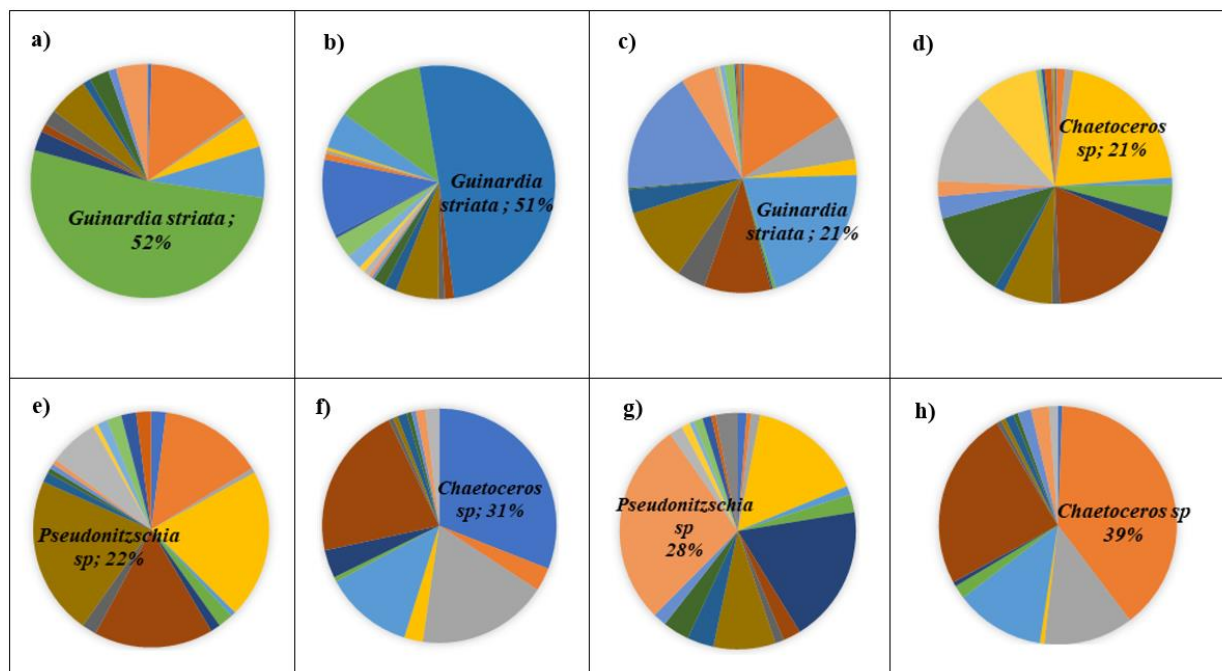 a)
Guinardia striata ;
52%
b)
Guinardia
striata ; 51%
c)
Guinardia
striata ; 21%
d)
Chaetoceros
sp; 21%
e)
Pseudonitzschia
sp; 22%
f)
Chaetoceros
sp; 31%
g)
Pseudonitzschia
sp
28%
h)
Chaetoceros sp
39%